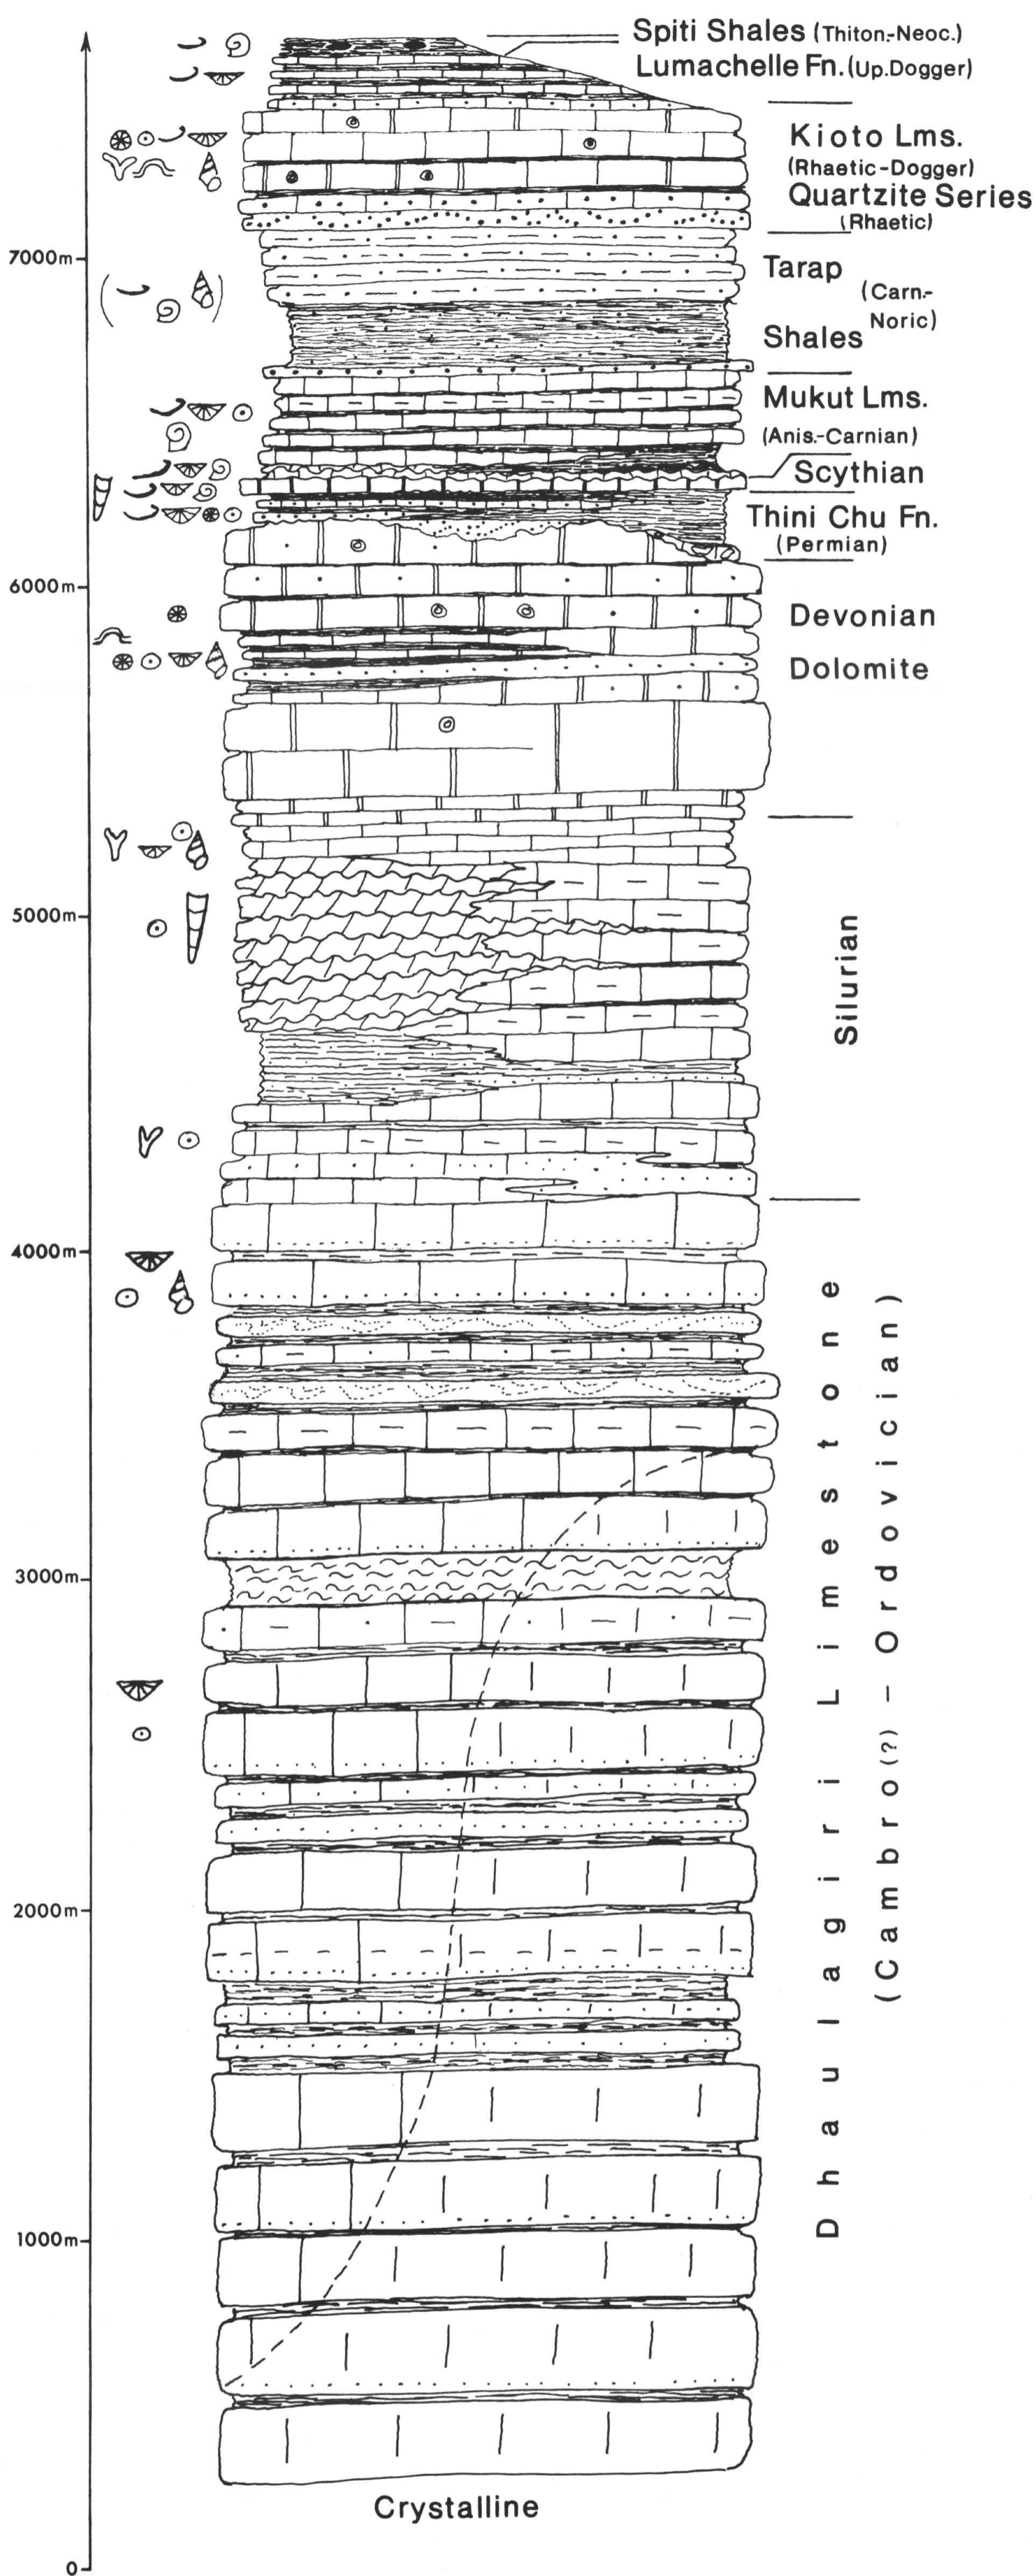 Spiti Shales (Thiton.-Neoc.)
Lumachelle Fn. (Up.Dogger)
Kioto Lms.
(Rhaetic-Dogger)
Quartzite Series
(Rhaetic)
7000m
Tarap
(Carn.-
Noric)
Shales
Mukut Lms.
(Anis.-Carnian)
Scythian
Thini Chu Fn.
(Permian)
6000m
Devonian
Dolomite
5000m
Silurian
4000m
Dhaulagiri Limestone
(Cambro(?) – Ordovician)
3000m
2000m
1000m
Crystalline
0